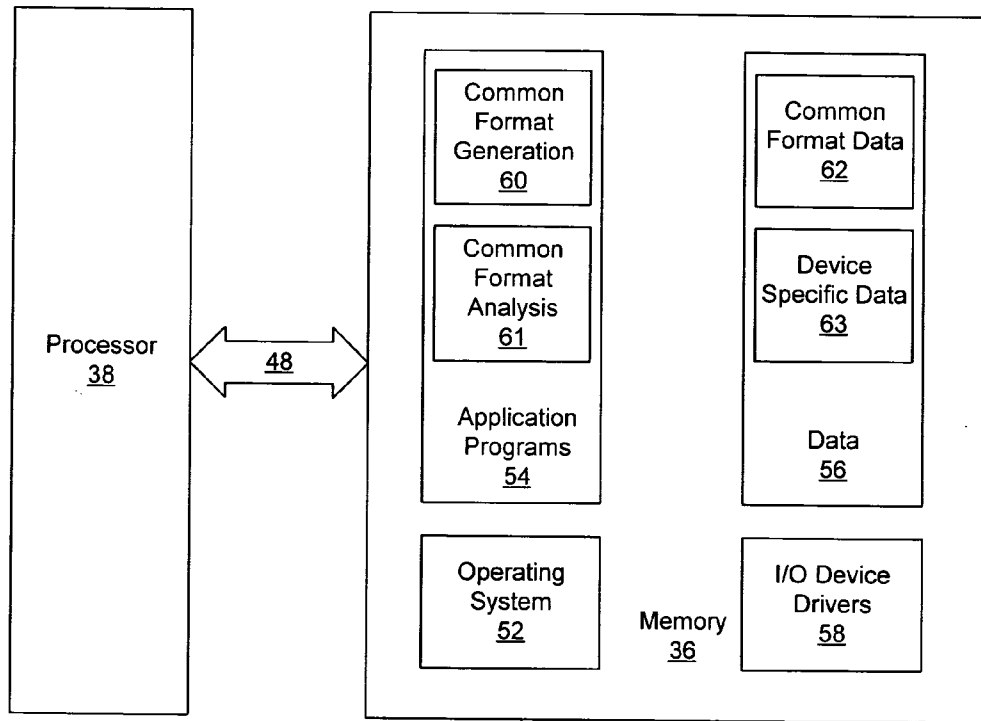 Processor
38
48
Common
Format
Generation
60
Common
Format
Analysis
61
Application
Programs
54
Common
Format Data
62
Device
Specific Data
63
Data
56
Operating
System
52
Memory
36
I/O Device
Drivers
58